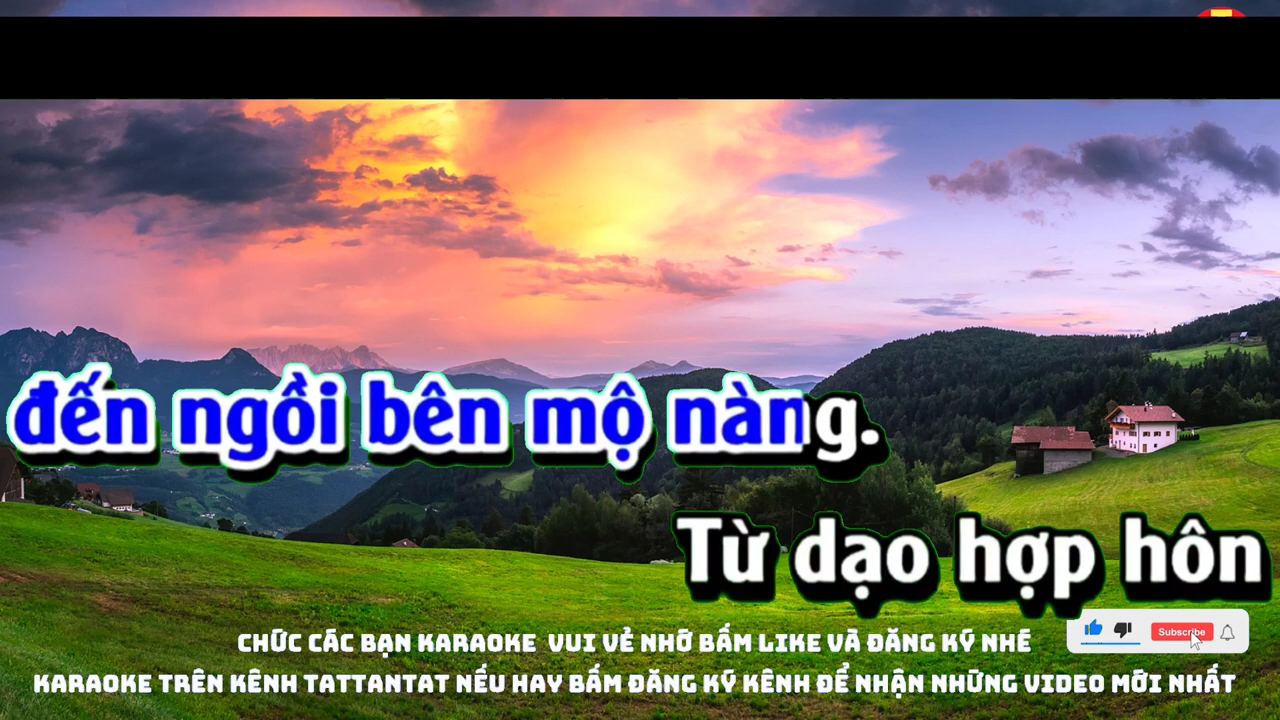 đến ngồi bên mộ nàng.
Từ dạo hợp hôn
Subscribe
CHỨC CÁC BẠN KARAOKE VUI VẺ NHỚ BẤM LIKE VÀ ĐĂNG KÝ NHÉ
KARAOKE TRÊN KÊNH TATTANTAT NẾU HAY BẤM ĐĂNG KÝ KÊNH ĐỂ NHẬN NHỮNG VIDEO MỚI NHẤT